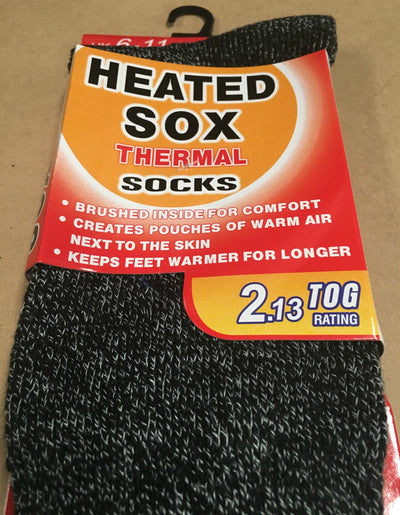 UK 6-11
HEATED
SOX
THERMAL
SOCKS
• BRUSHED INSIDE FOR COMFORT
• CREATES POUCHES OF WARM AIR
NEXT TO THE SKIN
• KEEPS FEET WARMER FOR LONGER
2.13 TOG
RATING